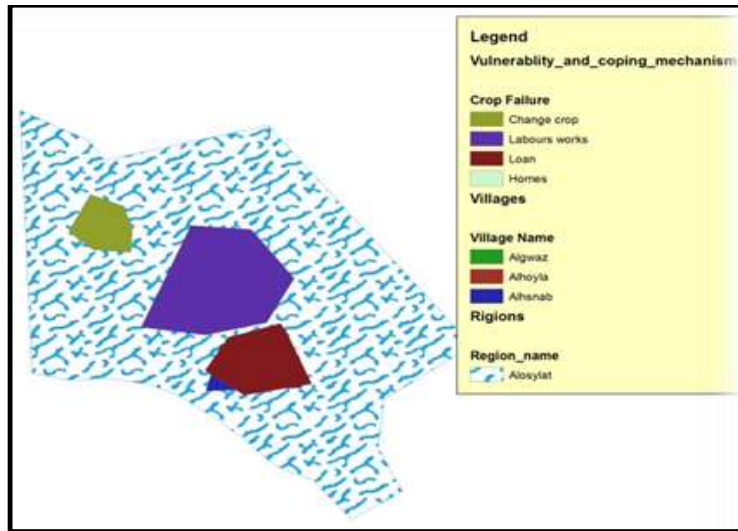 Legend
Vulnerablity_and_coping_mechanism
Crop Failure
Change crop
Labours works
Loan
Homes
Villages
Village Name
Algwaz
Alhoyla
Alhsnab
Rigions
Region_name
Alosylat